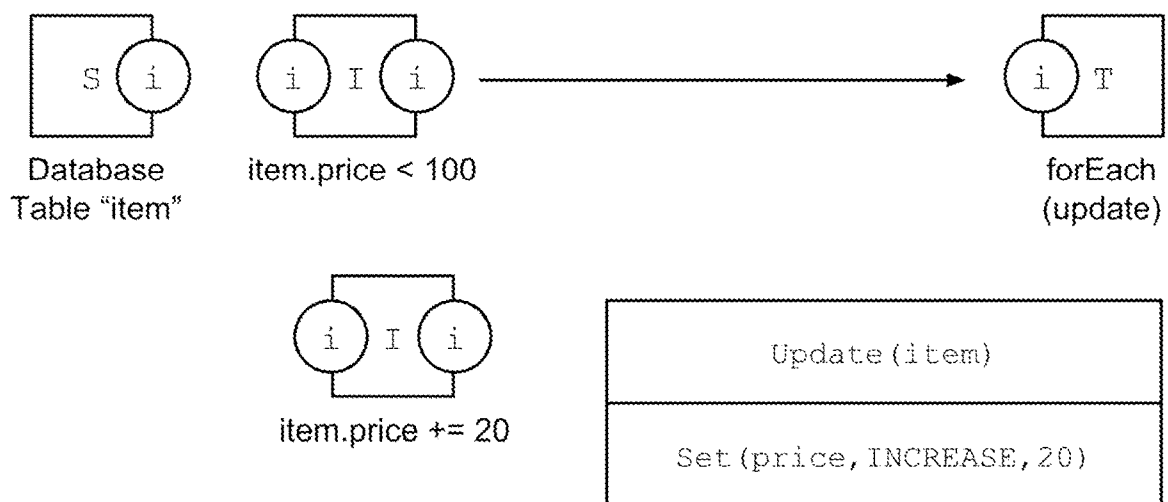 S i i I i i T
Database
Table “item”
item.price < 100
forEach
(update)
i I i
item.price += 20
Update(item)
Set(price,INCREASE,20)